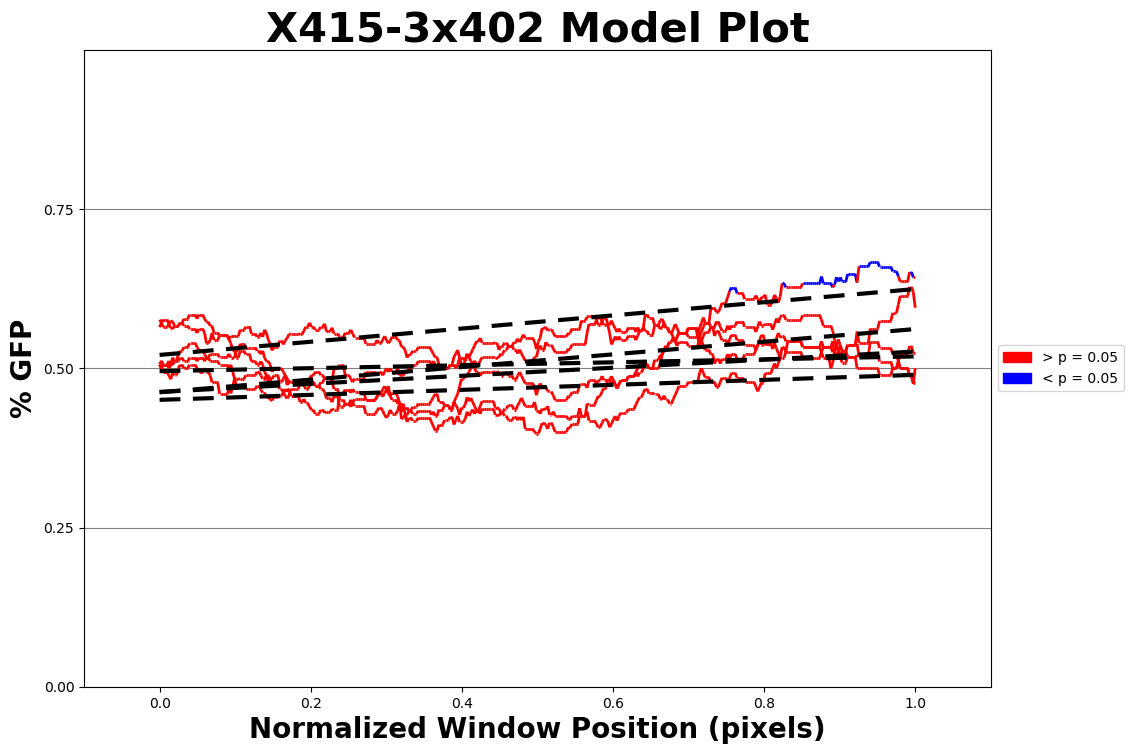 X415-3x402 Model Plot
% GFP
0.75
0.50
0.25
0.00
0.0 0.2 0.4 0.6 0.8 1.0
Normalized Window Position (pixels)
> p = 0.05
< p = 0.05